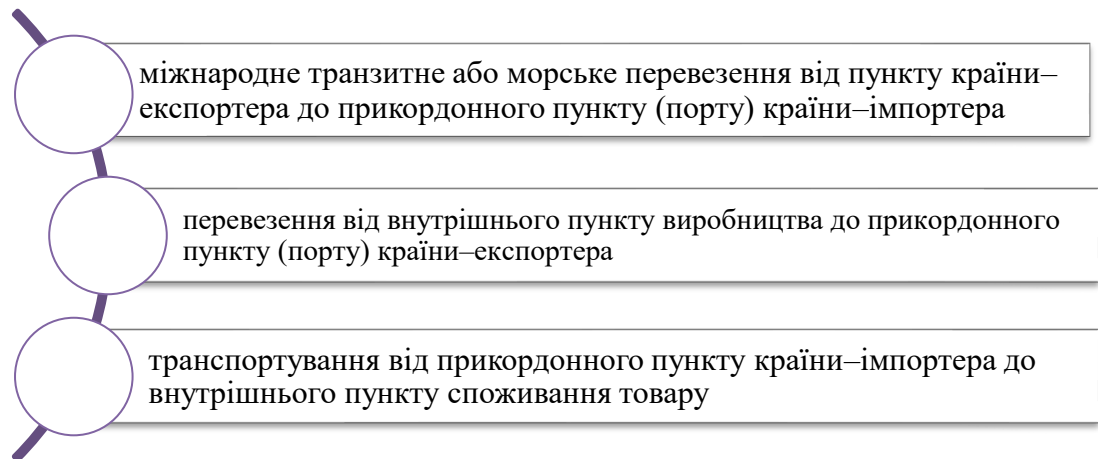 міжнародне транзитне або морське перевезення від пункту країни–
експортера до прикордонного пункту (порту) країни–імпортера
перевезення від внутрішнього пункту виробництва до прикордонного
пункту (порту) країни–експортера
транспортування від прикордонного пункту країни–імпортера до
внутрішнього пункту споживання товару